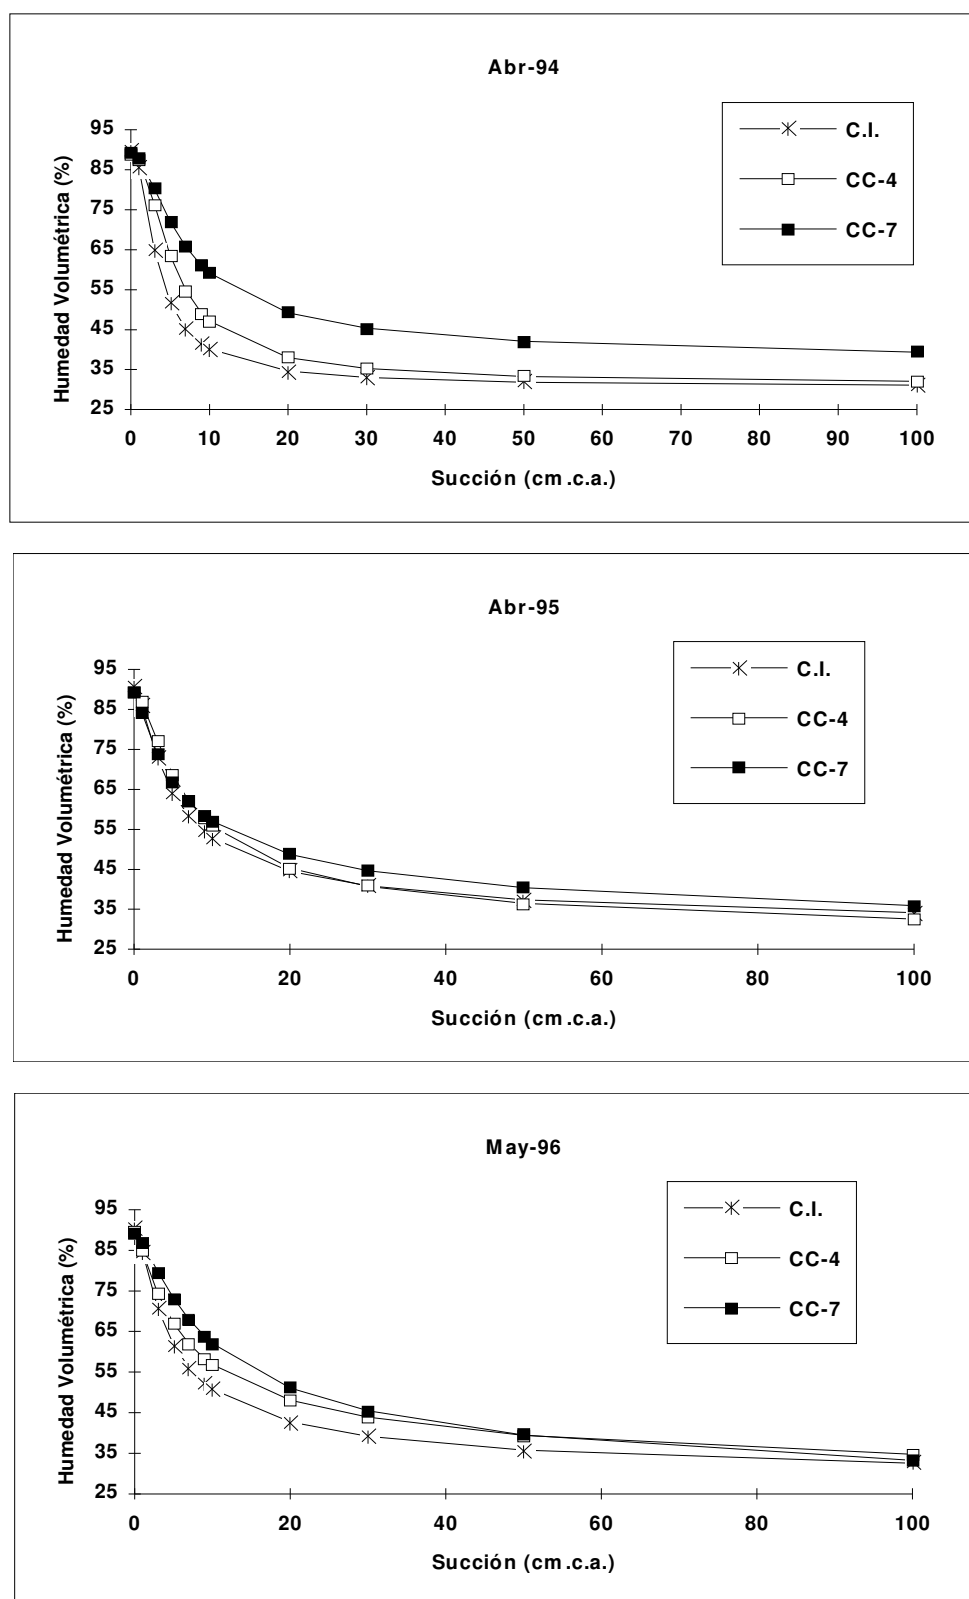 Abr-94
C.I.
CC-4
CC-7
Humedad Volumétrica (%)
95
85
75
65
55
45
35
25
0 10 20 30 40 50 60 70 80 90 100
Succión (cm.c.a.)
Abr-95
C.I.
CC-4
CC-7
Humedad Volumétrica (%)
95
85
75
65
55
45
35
25
0 20 40 60 80 100
Succión (cm.c.a.)
May-96
C.I.
CC-4
CC-7
Humedad Volumétrica (%)
95
85
75
65
55
45
35
25
0 20 40 60 80 100
Succión (cm.c.a.)